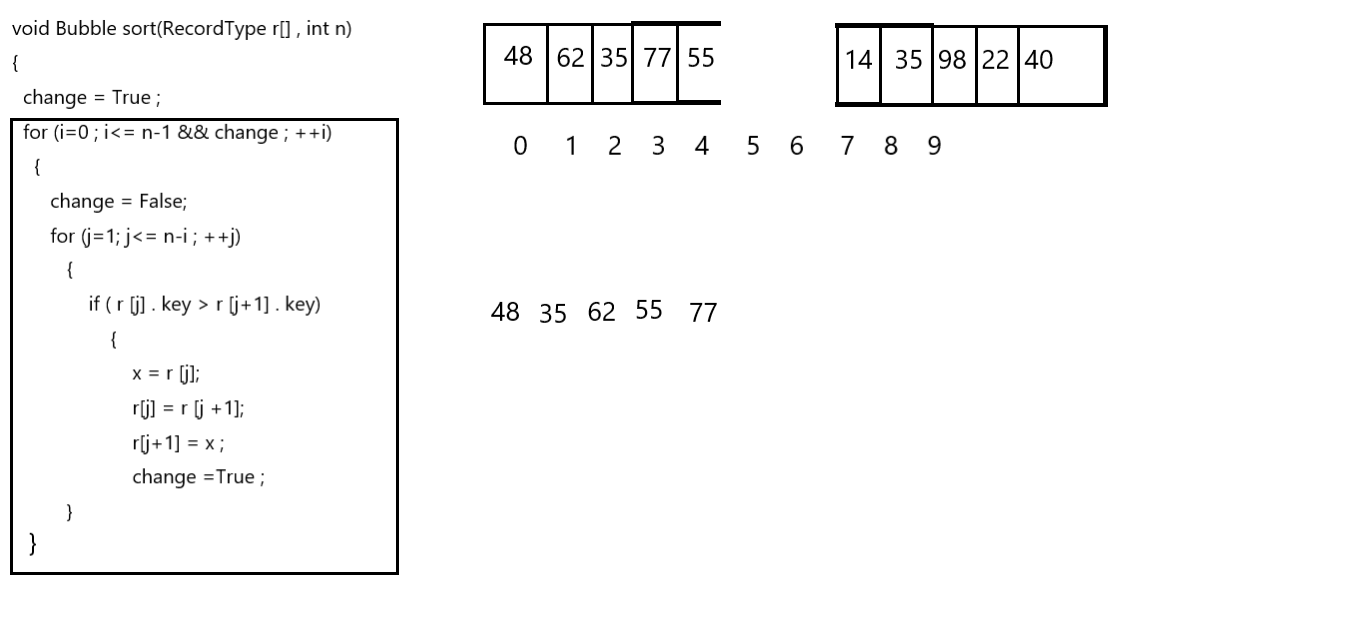 void Bubble sort(RecordType r[] , int n)
{
change = True ;
for (i=0 ; i<= n-1 && change ; ++i)
{
change = False;
for (j=1; j<= n-i ; ++j)
{
if ( r [j] . key > r [j+1] . key)
{
x = r [j];
r[j] = r [j +1];
r[j+1] = x ;
change =True ;
}
}
48 62 35 77 55
14 35 98 22 40
0 1 2 3 4 5 6 7 8 9
48 35 62 55 77